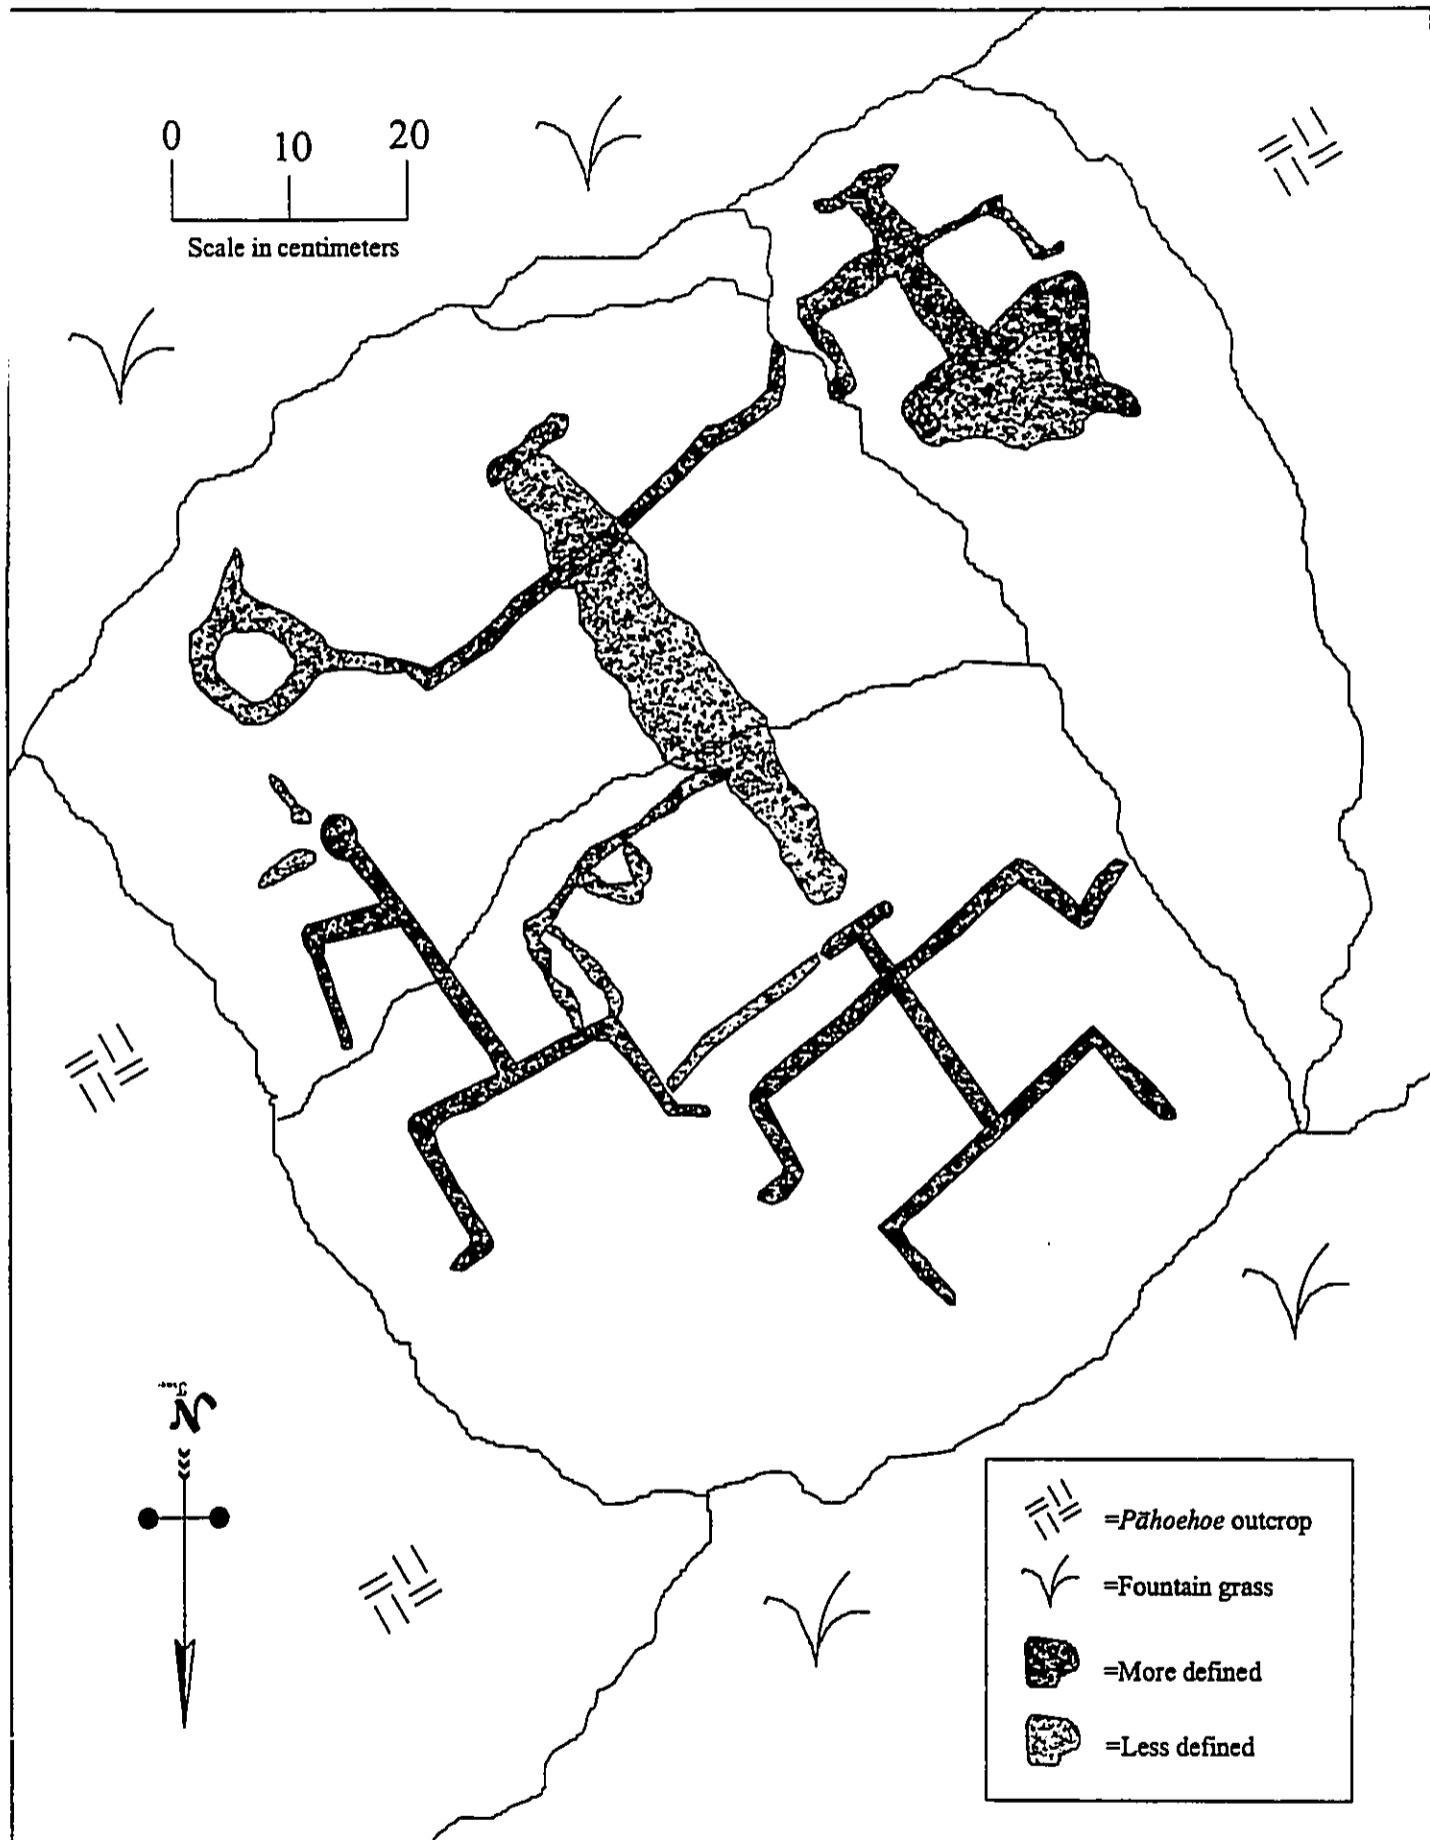 0 10 20
Scale in centimeters
N
=Pāhoehoe outcrop
=Fountain grass
=More defined
=Less defined